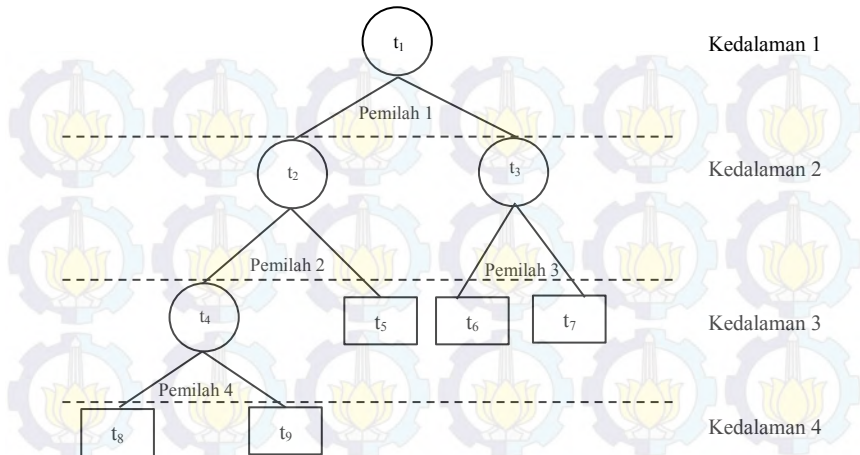 t1
Kedalaman 1
Pemilah 1
t2
t3
Kedalaman 2
Pemilah 2
Pemilah 3
t4
t5
t6
t7
Kedalaman 3
Pemilah 4
t8
t9
Kedalaman 4